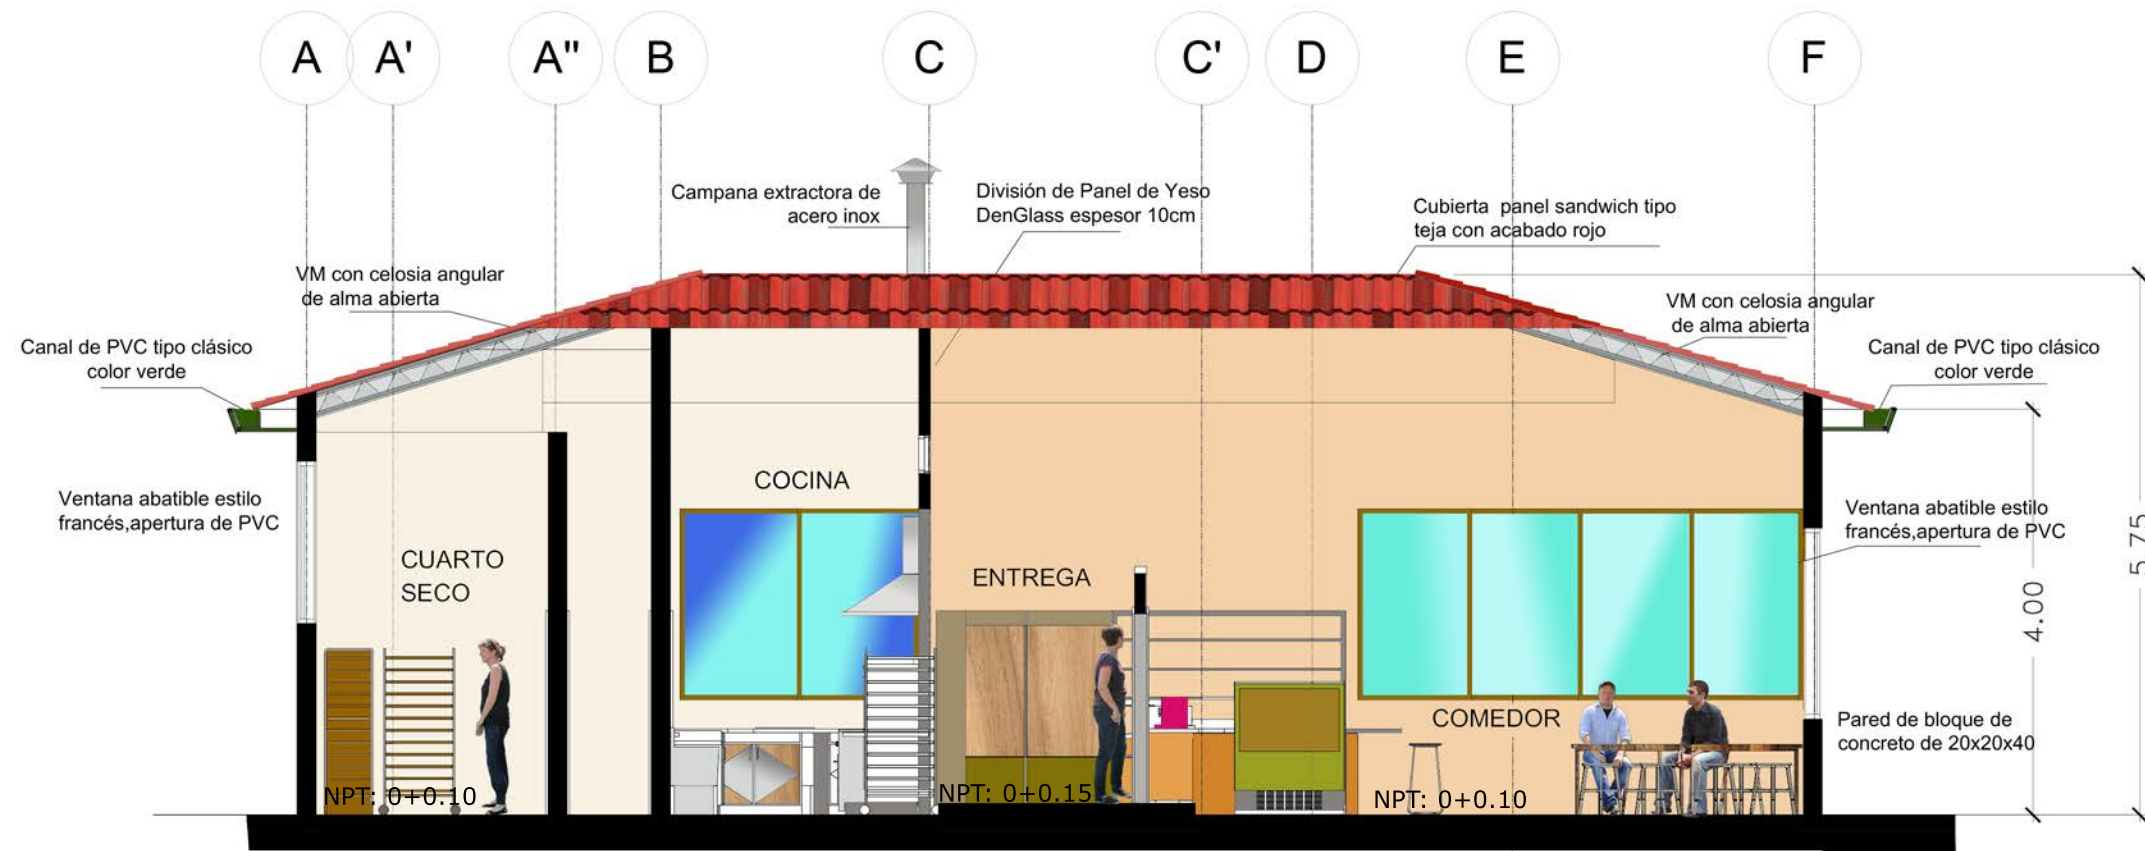 A A' A" B C C' D E F
Campana extractora de
acero inox
División de Panel de Yeso
DenGlass espesor 10cm
Cubierta panel sandwich tipo
teja con acabado rojo
VM con celosia angular
de alma abierta
VM con celosia angular
de alma abierta
Canal de PVC tipo clásico
color verde
Canal de PVC tipo clásico
color verde
Ventana abatible estilo
francés,apertura de PVC
CUARTO
SECO
COCINA
ENTREGA
COMEDOR
Ventana abatible estilo
francés,apertura de PVC
Pared de bloque de
concreto de 20x20x40
4.00
5.75
NPT: 0+0.10
NPT: 0+0.15
NPT: 0+0.10